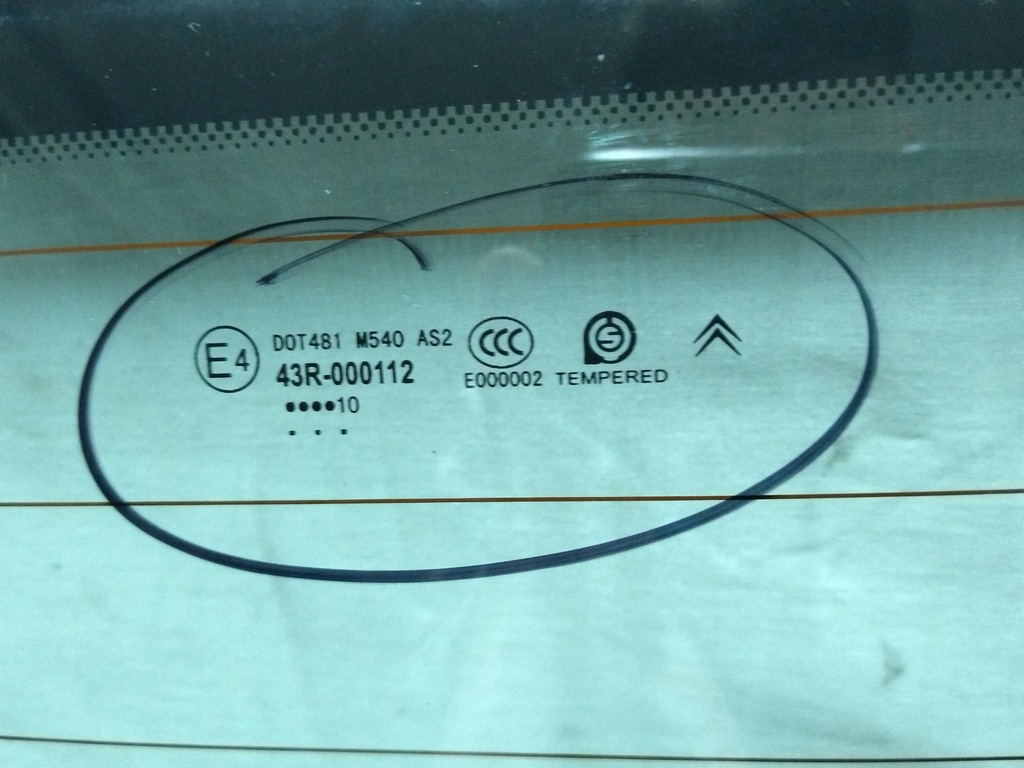 E4
DOT481 M540 AS2
43R-000112
••••10
. . .
CCC
E000002
S
TEMPERED